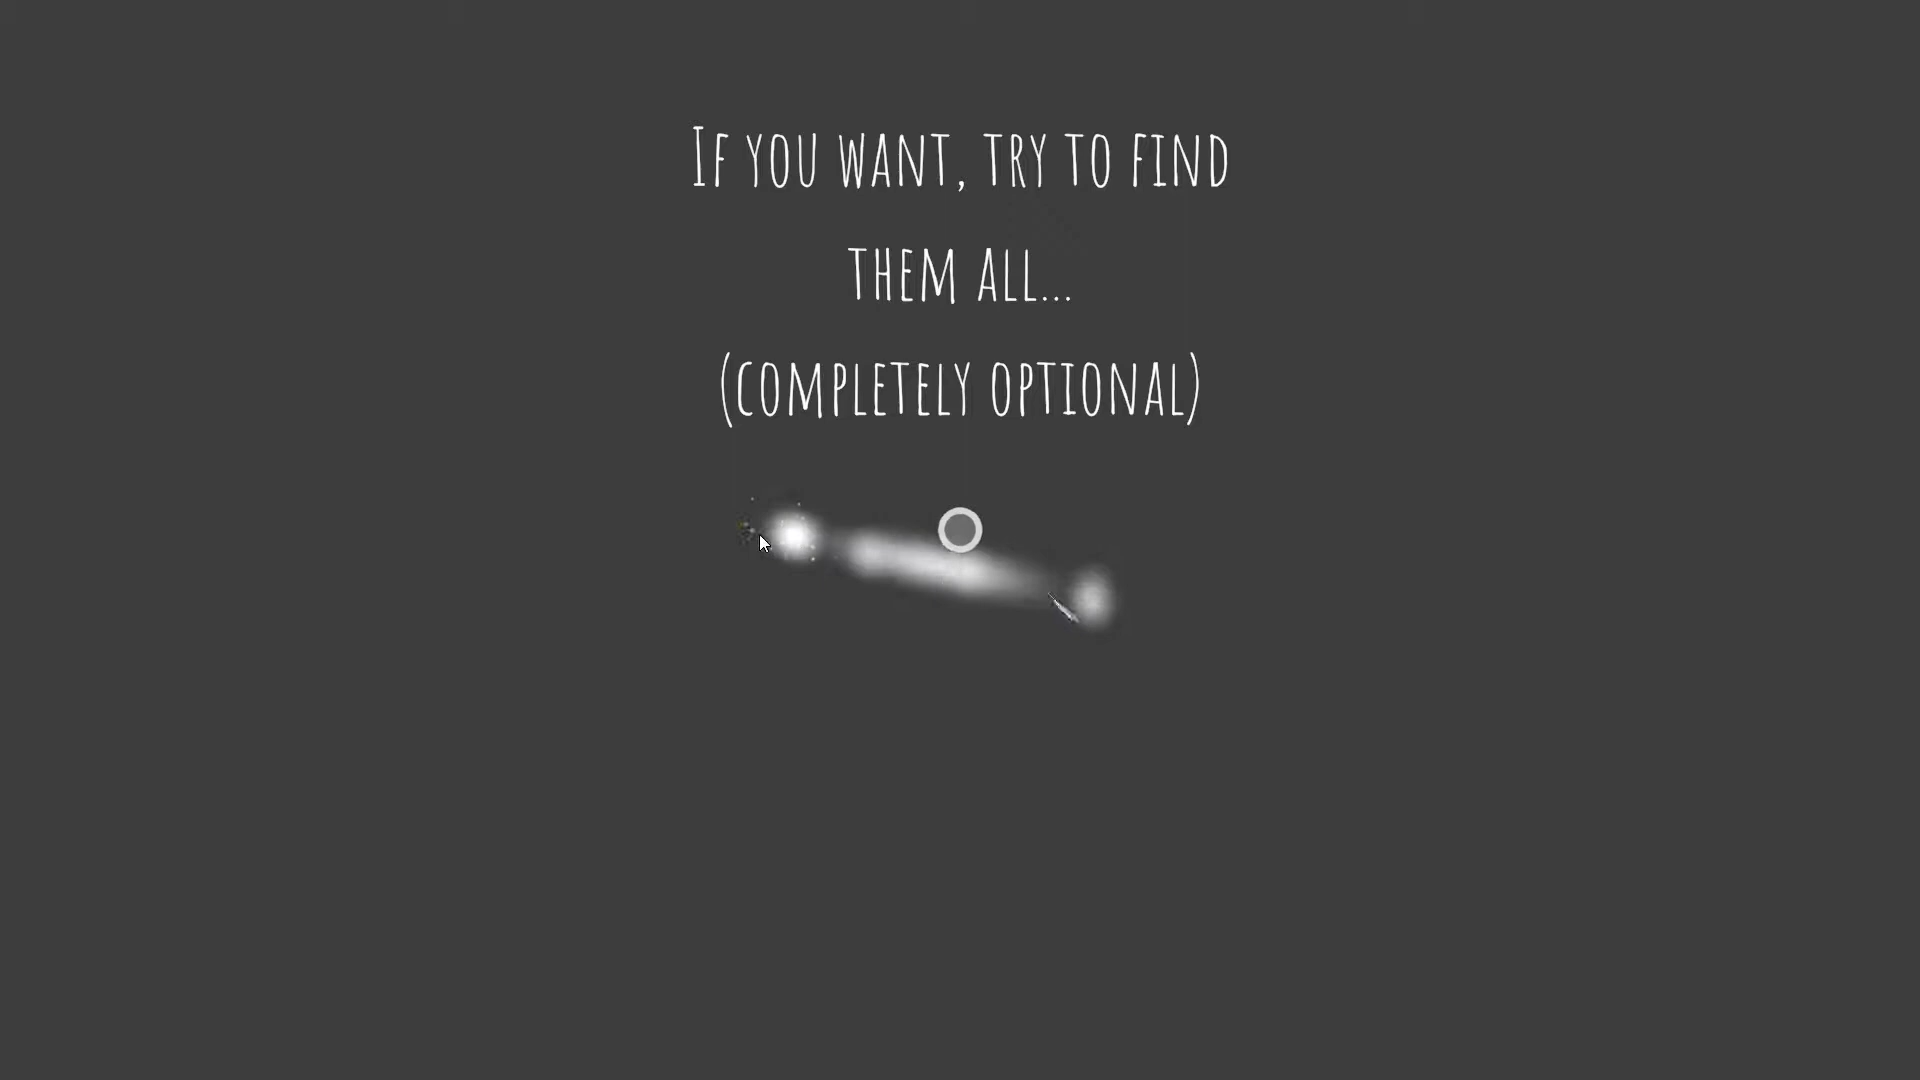 If you want, try to find
them all...
(completely optional)